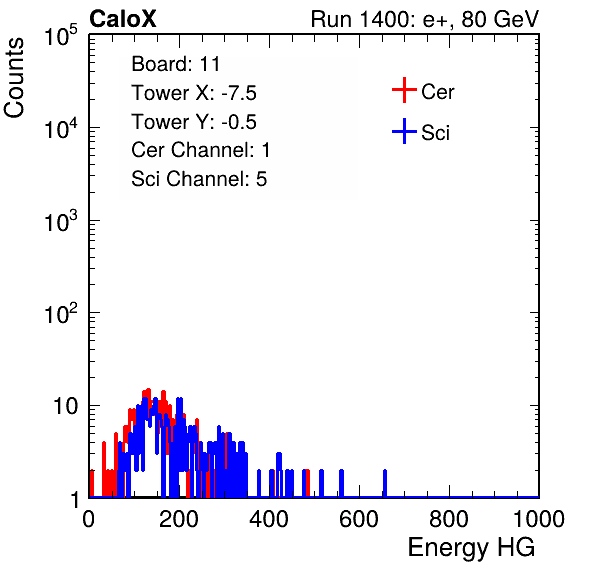 CaloX Run 1400: e+, 80 GeV
Counts
Board: 11
Tower X: -7.5
Tower Y: -0.5
Cer Channel: 1
Sci Channel: 5
Cer
Sci
10^5
10^4
10^3
10^2
10
1
0 200 400 600 800 1000
Energy HG